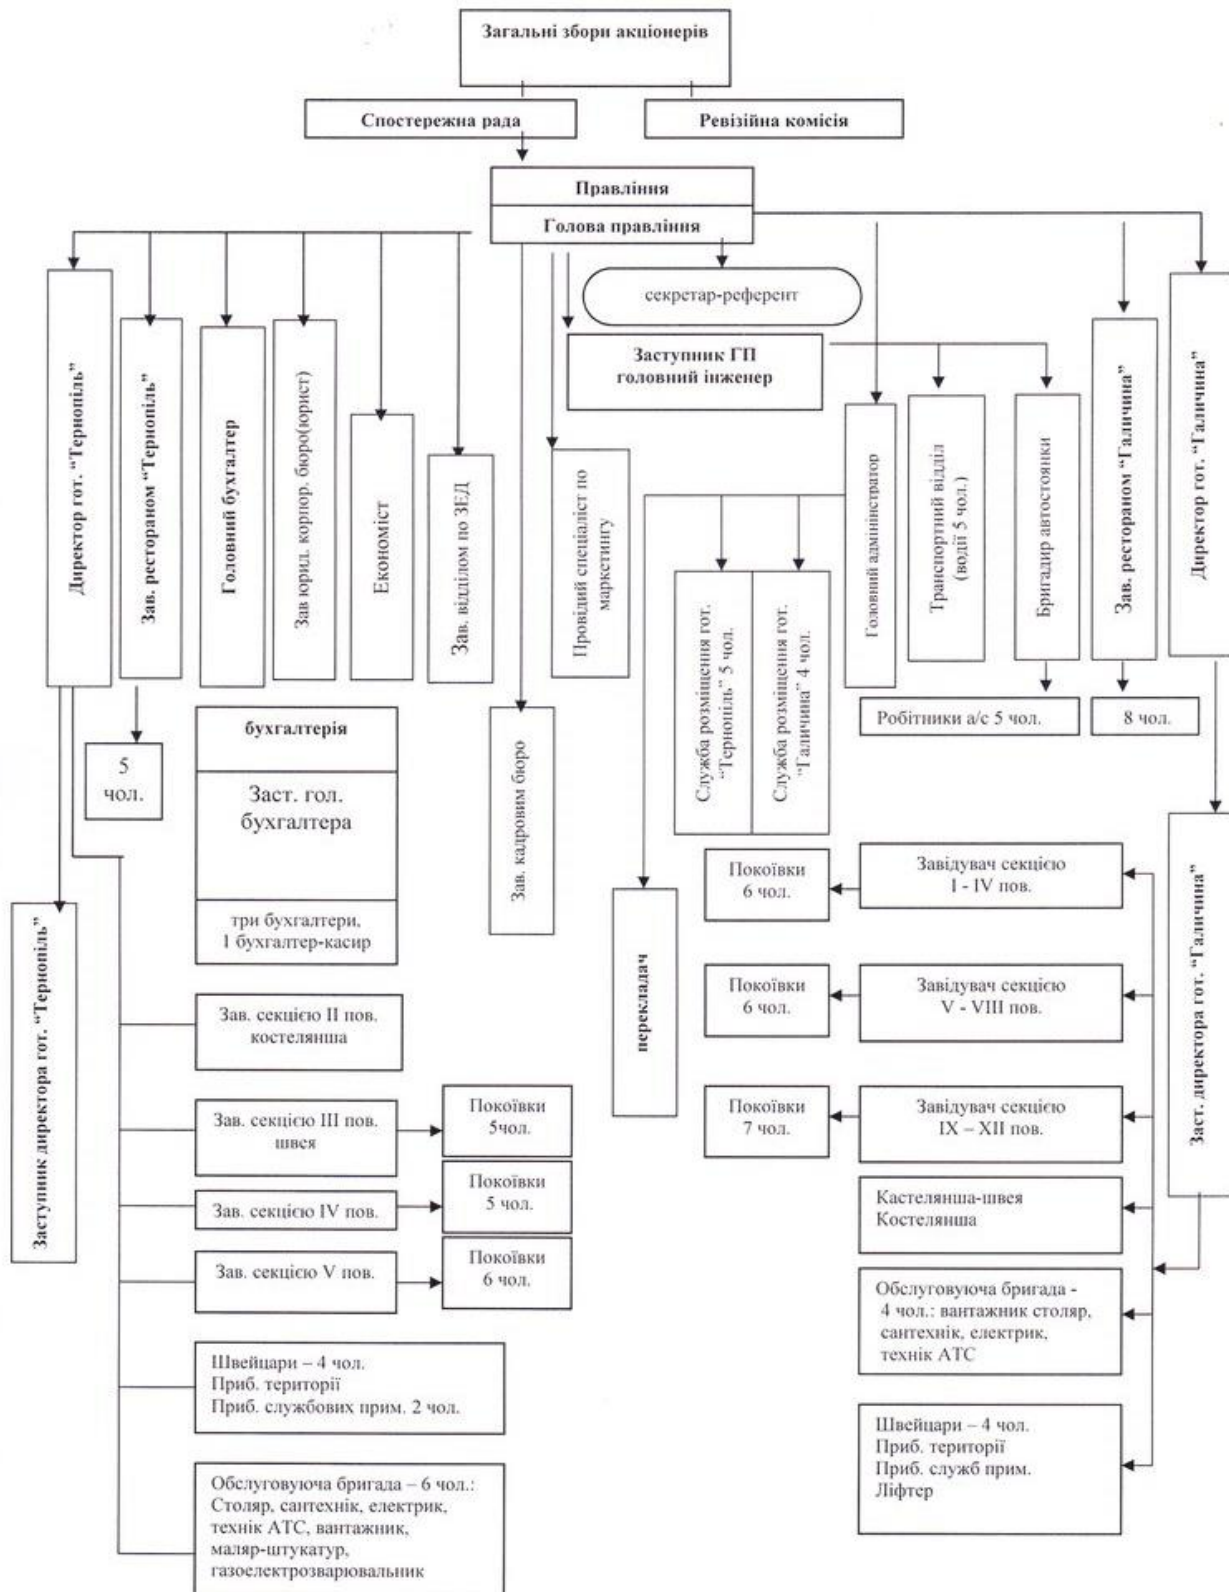 Загальні збори акціонерів
Спостережна рада
Ревізійна комісія
Правління
Голова правління
секретар-референт
Заступник ГП
головний інженер
Директор гот. “Тернопіль”
Зав. рестораном “Тернопіль”
Головний бухгалтер
Зав юрид. корпор. бюро(юрист)
Економіст
Зав. відділом по ЗЕД
Зав. кадровим бюро
Провідий спеціаліст по
маркетингу
Служба розміщення гот.
“Тернопіль” 5 чол.
Служба розміщення гот.
“Галичина” 4 чол.
перекладач
Головний адміністратор
Транспортний відділ
(водії 5 чол.)
Бригадир автостоянки
Зав. рестораном “Галичина”
Директор гот. “Галичина”
Робітники а/с 5 чол.
8 чол.
5
чол.
бухгалтерія
Заст. гол.
бухгалтера
три бухгалтери,
1 бухгалтер-касир
Заступник директора гот. “Тернопіль”
Зав. секцією II пов.
костелянша
Зав. секцією III пов.
швея
Покоївки
5чол.
Зав. секцією IV пов.
Покоївки
5 чол.
Зав. секцією V пов.
Покоївки
6 чол.
Швейцари – 4 чол.
Приб. території
Приб. службових прим. 2 чол.
Обслуговуюча бригада – 6 чол.:
Столяр, сантехнік, електрик,
технік АТС, вантажник,
маляр-штукатур,
газоелектрозварювальник
Заст. директора гот. “Галичина”
Покоївки
6 чол.
Завідувач секцією
I - IV пов.
Покоївки
6 чол.
Завідувач секцією
V - VIII пов.
Покоївки
7 чол.
Завідувач секцією
IX – XII пов.
Кастелянша-швея
Костелянша
Обслуговуюча бригада -
4 чол.: вантажник столяр,
сантехнік, електрик,
технік АТС
Швейцари – 4 чол.
Приб. території
Приб. служб прим.
Ліфтер